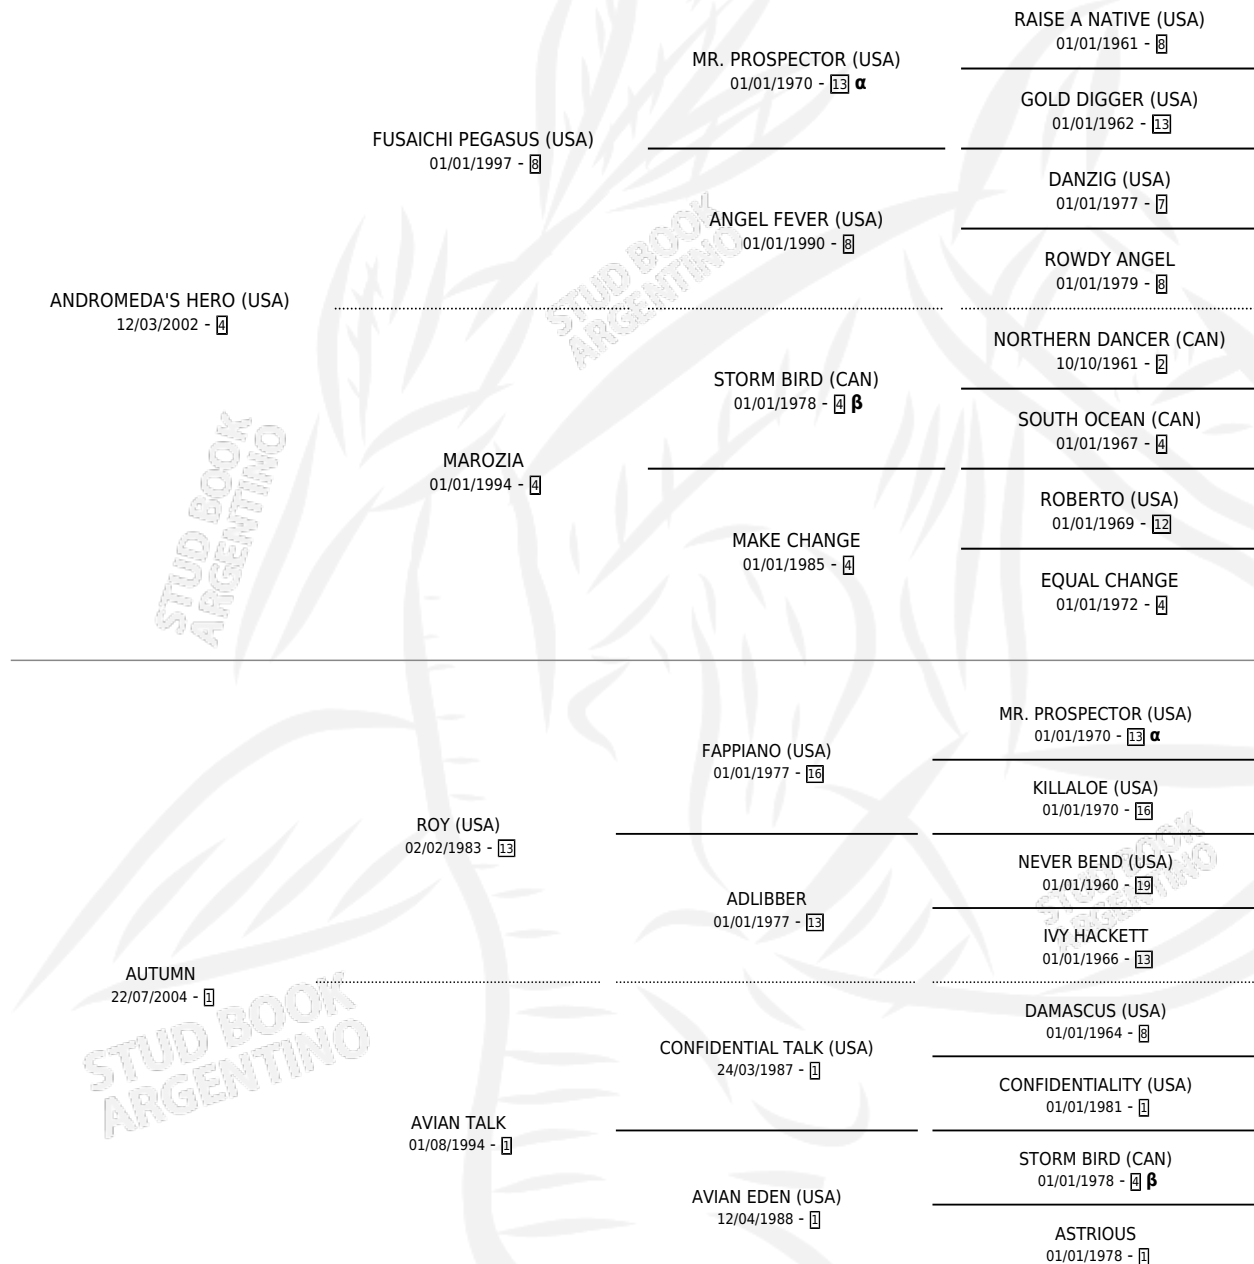 RAISE A NATIVE (USA)
01/01/1961 - 8
MR. PROSPECTOR (USA)
01/01/1970 - 13 α
GOLD DIGGER (USA)
01/01/1962 - 13
FUSAICHI PEGASUS (USA)
01/01/1997 - 8
DANZIG (USA)
01/01/1977 - 7
ANGEL FEVER (USA)
01/01/1990 - 8
ROWDY ANGEL
01/01/1979 - 8
STUD BOOK
ARGENTINO
ANDROMEDA'S HERO (USA)
12/03/2002 - 4
NORTHERN DANCER (CAN)
10/10/1961 - 2
STORM BIRD (CAN)
01/01/1978 - 4 β
SOUTH OCEAN (CAN)
01/01/1967 - 4
MAROZIA
01/01/1994 - 4
ROBERTO (USA)
01/01/1969 - 12
MAKE CHANGE
01/01/1985 - 4
EQUAL CHANGE
01/01/1972 - 4
STUD BOOK
ARGENTINO
MR. PROSPECTOR (USA)
01/01/1970 - 13 α
FAPPIANO (USA)
01/01/1977 - 16
KILLALOE (USA)
01/01/1970 - 16
ROY (USA)
02/02/1983 - 13
NEVER BEND (USA)
01/01/1960 - 19
ADLIBBER
01/01/1977 - 13
IVY HACKETT
01/01/1966 - 13
STUD BOOK
ARGENTINO
AUTUMN
22/07/2004 - 1
DAMASCUS (USA)
01/01/1964 - 8
CONFIDENTIAL TALK (USA)
24/03/1987 - 1
CONFIDENTIALITY (USA)
01/01/1981 - 1
AVIAN TALK
01/08/1994 - 1
STORM BIRD (CAN)
01/01/1978 - 4 β
AVIAN EDEN (USA)
12/04/1988 - 1
ASTRIOUS
01/01/1978 - 1
STUD BOOK
ARGENTINO